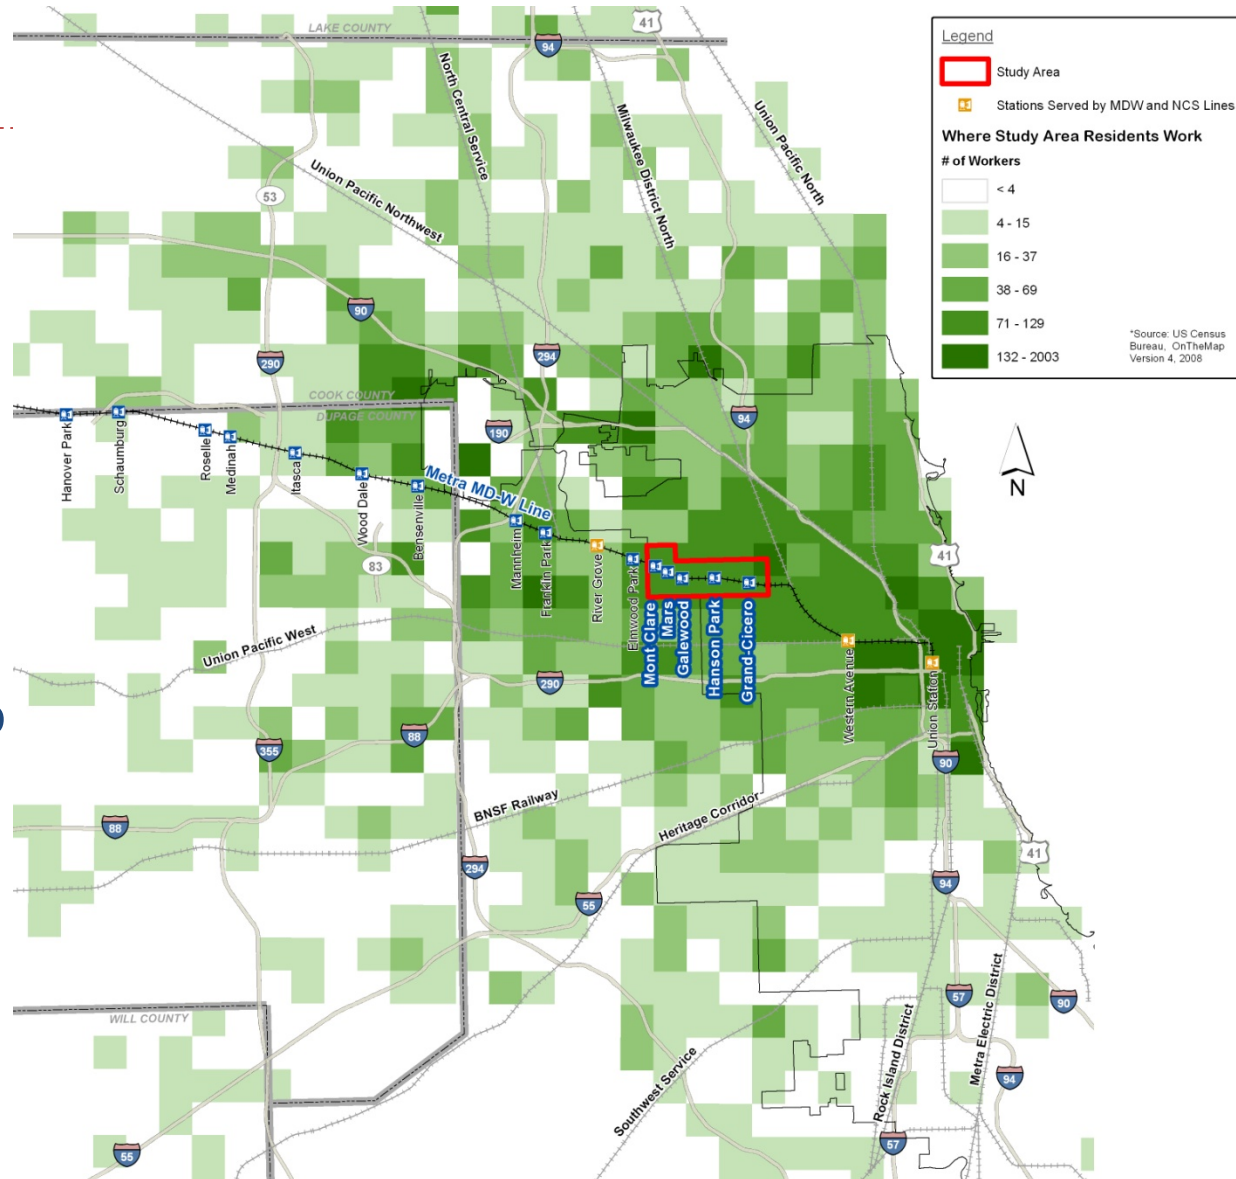 Legend
Study Area
Stations Served by MDW and NCS Lines
Where Study Area Residents Work
# of Workers
< 4
4 - 15
16 - 37
38 - 69
71 - 129
132 - 2003
*Source: US Census
Bureau, OnTheMap
Version 4, 2008
N
LAKE COUNTY
41
94
North Central Service
Milwaukee District North
Union Pacific North
Union Pacific Northwest
53
90
290
294
94
COOK COUNTY
DUPAGE COUNTY
190
Hanover Park
Schaumburg
Roselle
Medinah
Itasca
Wood Dale
Bensenville
Metra MD-W Line
Mannheim
Franklin Park
River Grove
Elmwood Park
Mont Clare
Mars
Galewood
Hanson Park
Grand-Cicero
Western Avenue
Union Station
41
83
Union Pacific West
290
88
355
90
BNSF Railway
Heritage Corridor
88
294
55
41
94
WILL COUNTY
57
90
Southwest Service
Rock Island District
Metra Electric District
94
57
55